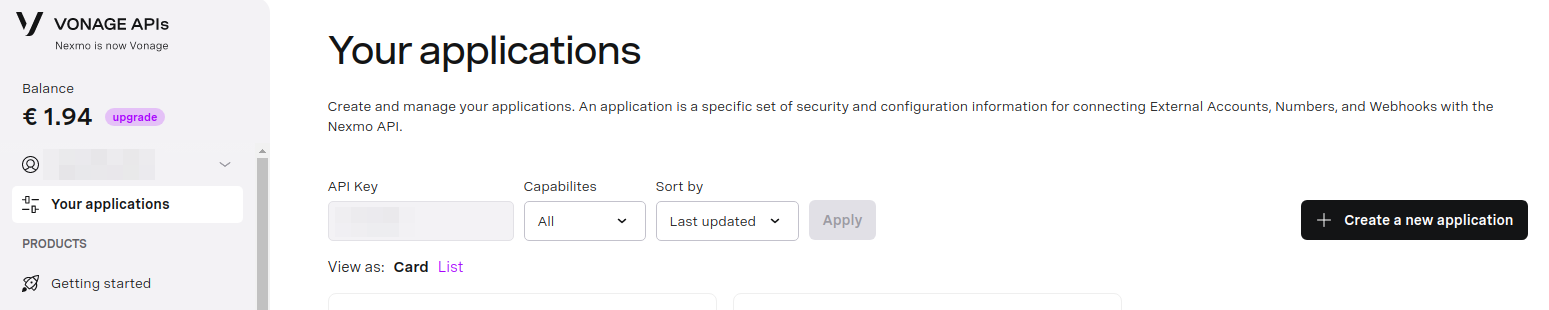 VONAGE APIs
Nexmo is now Vonage
Balance
€ 1.94 upgrade
Your applications
PRODUCTS
Getting started
Your applications
Create and manage your applications. An application is a specific set of security and configuration information for connecting External Accounts, Numbers, and Webhooks with the
Nexmo API.
API Key Capabilites Sort by
All Last updated Apply + Create a new application
View as: Card List